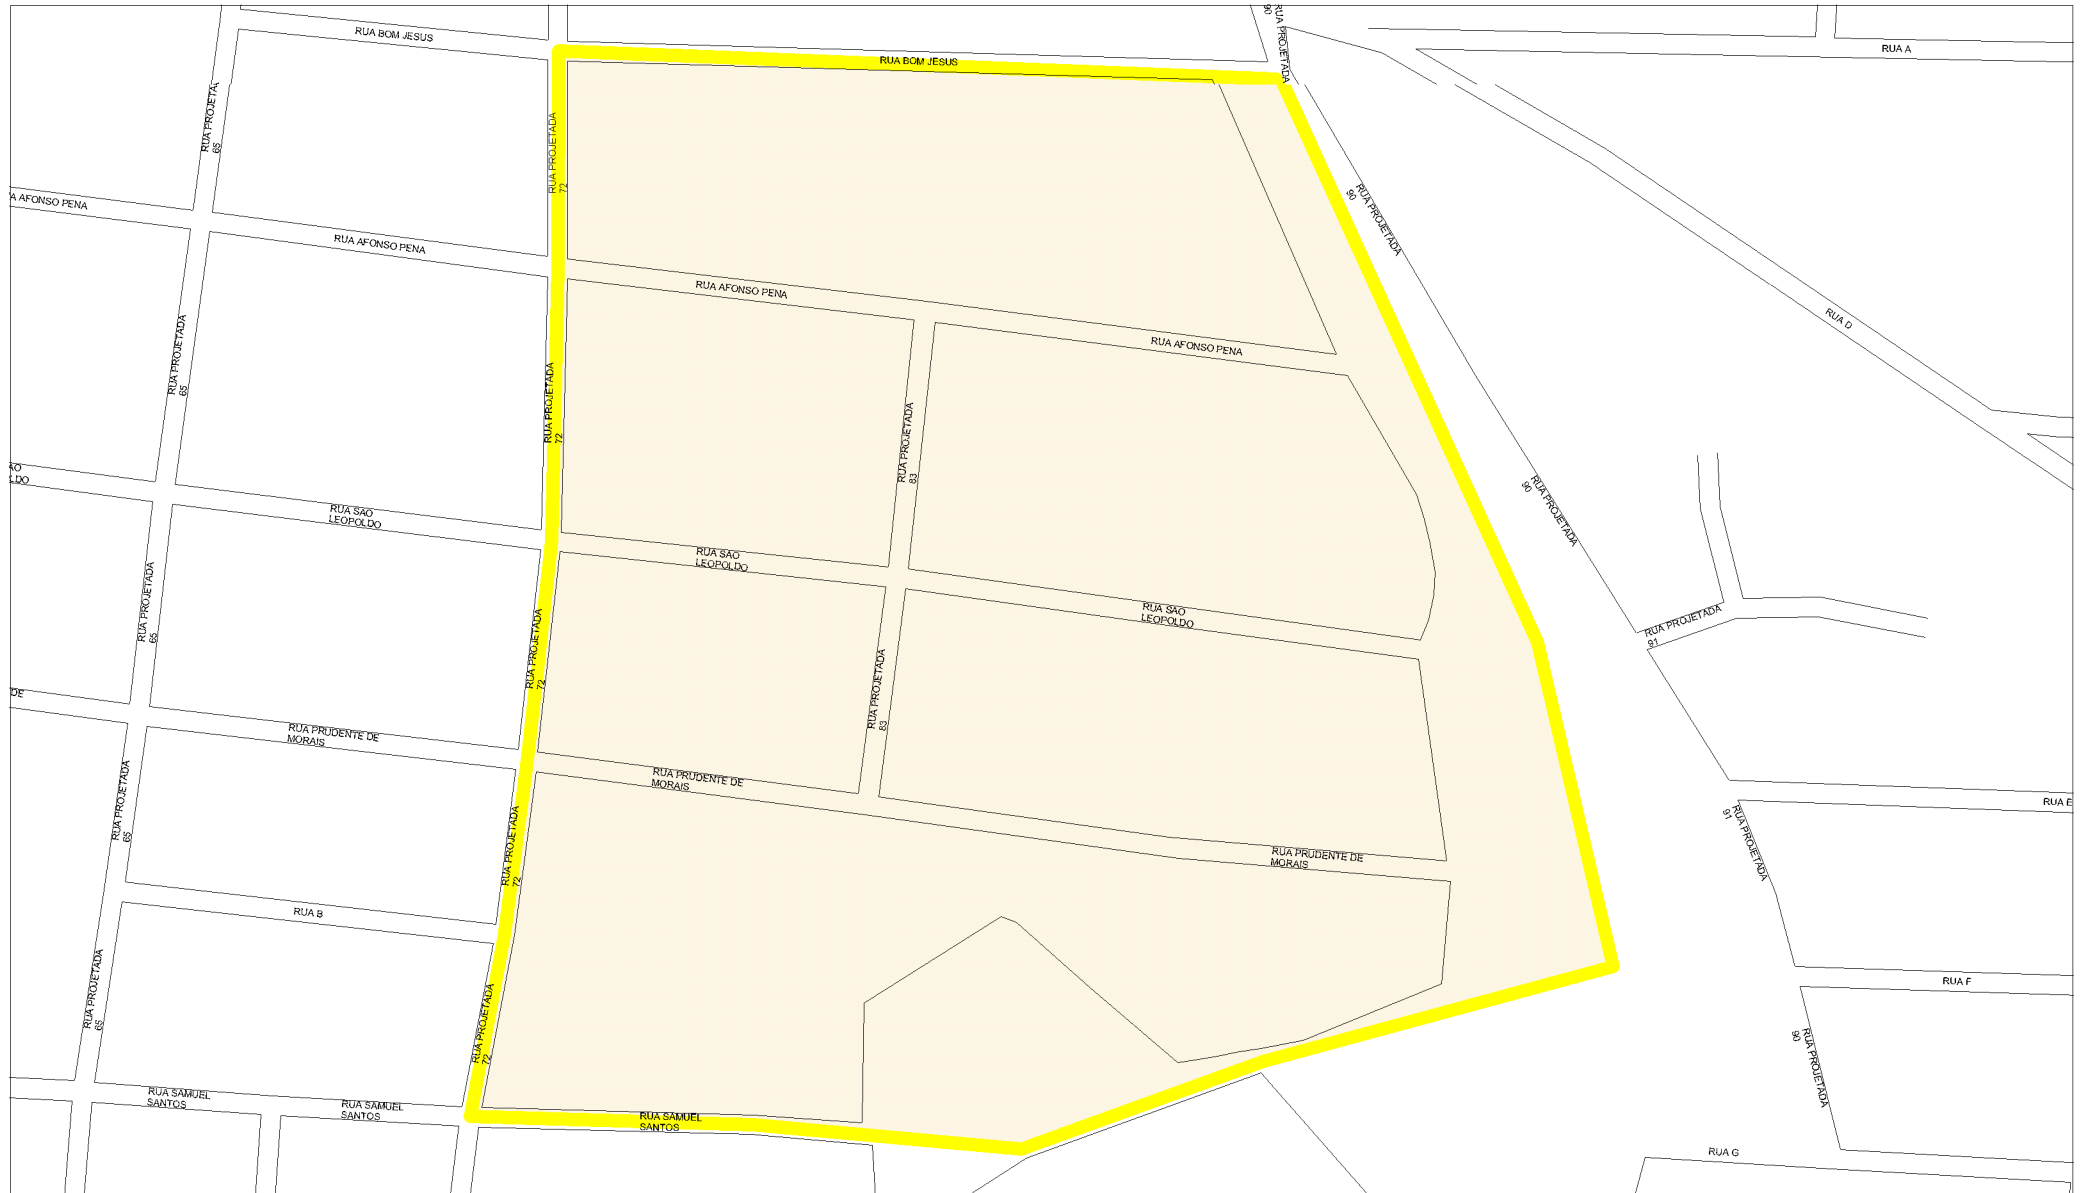 RUA PROJETADA
90
RUA BOM JESUS
RUA BOM JESUS
RUA A
RUA PROJETA
65
RUA PROJETADA
72
RUA PROJETADA
90
A AFONSO PENA
RUA AFONSO PENA
RUA AFONSO PENA
RUA AFONSO PENA
RUA D
RUA PROJETADA
65
RUA PROJETADA
72
RUA PROJETADA
83
RUA PROJETADA
90
AO
LDO
RUA SAO
LEOPOLDO
RUA SAO
LEOPOLDO
RUA SAO
LEOPOLDO
RUA PROJETADA
91
RUA PROJETADA
65
RUA PROJETADA
72
RUA PROJETADA
83
DE
RUA PRUDENTE DE
MORAIS
RUA PRUDENTE DE
MORAIS
RUA PRUDENTE DE
MORAIS
RUA E
RUA PROJETADA
91
RUA PROJETADA
65
RUA PROJETADA
72
RUA B
RUA F
RUA PROJETADA
65
RUA PROJETADA
72
RUA PROJETADA
90
RUA SAMUEL
SANTOS
RUA SAMUEL
SANTOS
RUA SAMUEL
SANTOS
RUA G